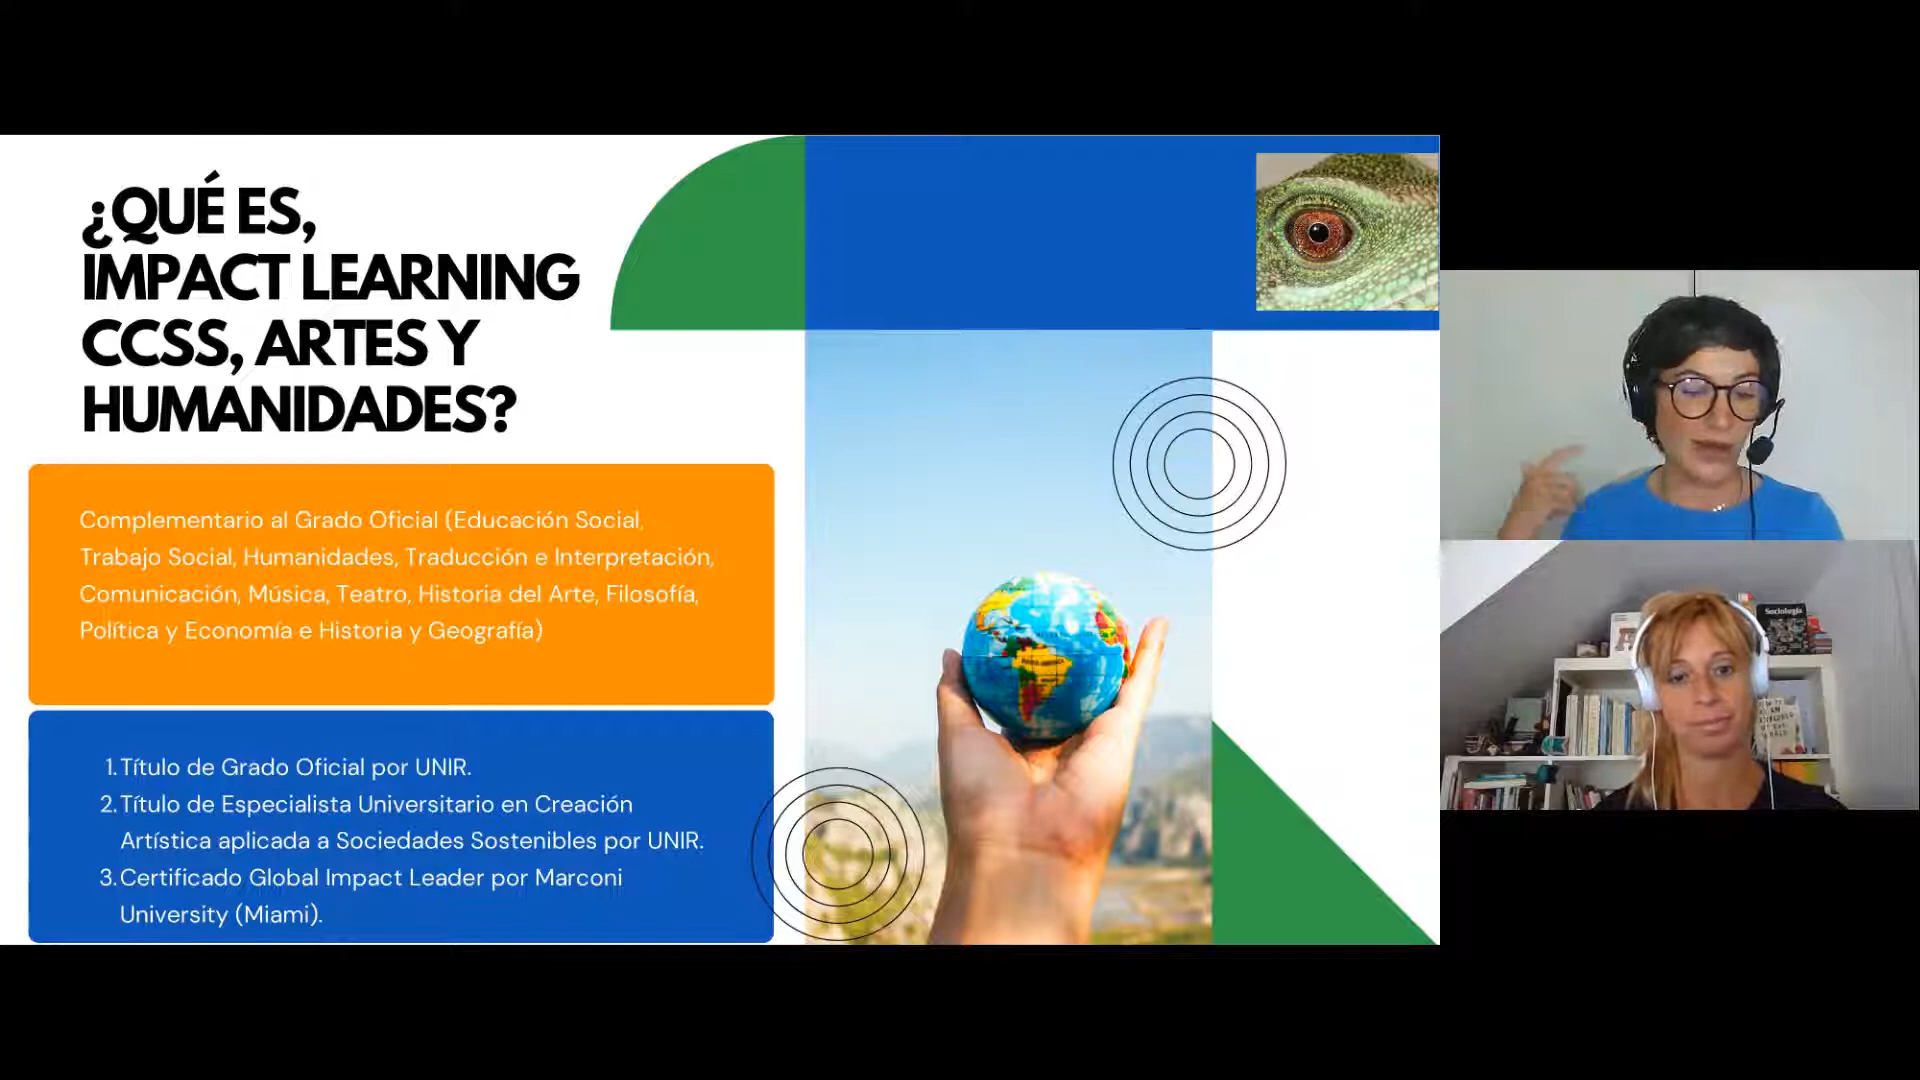 ¿QUÉ ES,
IMPACT LEARNING
CCSS, ARTES Y
HUMANIDADES?
Complementario al Grado Oficial (Educación Social,
Trabajo Social, Humanidades, Traducción e Interpretación,
Comunicación, Música, Teatro, Historia del Arte, Filosofía,
Política y Economía e Historia y Geografía)
1. Título de Grado Oficial por UNIR.
2. Título de Especialista Universitario en Creación
Artística aplicada a Sociedades Sostenibles por UNIR.
3. Certificado Global Impact Leader por Marconi
University (Miami).
Sociología